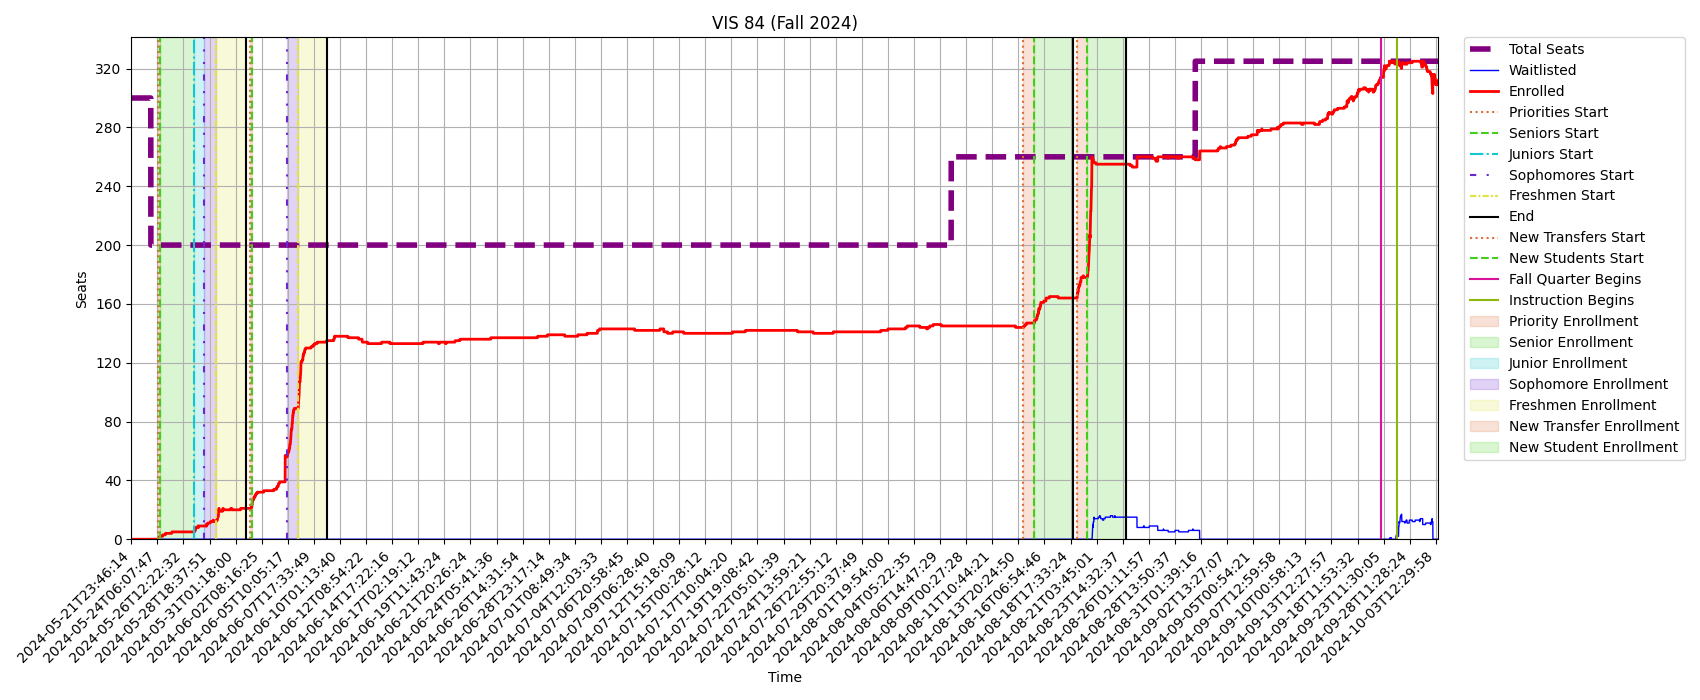 VIS 84 (Fall 2024)
Seats
320
280
240
200
160
120
80
40
0
2024-05-21T23:46:14
2024-05-24T06:07:47
2024-05-26T12:22:32
2024-05-28T18:37:51
2024-05-31T01:18:00
2024-06-02T08:16:25
2024-06-05T10:05:17
2024-06-07T17:33:49
2024-06-10T01:13:40
2024-06-12T08:54:22
2024-06-14T17:22:16
2024-06-17T02:19:12
2024-06-19T11:43:24
2024-06-21T20:26:24
2024-06-24T05:41:36
2024-06-26T14:31:54
2024-06-28T23:17:14
2024-07-01T08:49:34
2024-07-04T12:03:33
2024-07-06T20:58:45
2024-07-09T06:28:40
2024-07-12T15:18:09
2024-07-15T00:28:12
2024-07-17T10:04:20
2024-07-19T19:08:42
2024-07-22T05:01:39
2024-07-24T13:59:21
2024-07-26T22:55:12
2024-07-29T20:37:49
2024-08-01T19:54:00
2024-08-04T05:22:35
2024-08-06T14:47:29
2024-08-09T00:27:28
2024-08-11T10:44:21
2024-08-13T20:24:50
2024-08-16T06:54:46
2024-08-18T17:33:24
2024-08-21T03:45:01
2024-08-23T14:32:37
2024-08-26T01:11:57
2024-08-28T13:50:37
2024-08-31T01:39:16
2024-09-02T13:27:07
2024-09-05T00:54:21
2024-09-07T12:59:58
2024-09-10T00:58:13
2024-09-13T12:27:57
2024-09-18T11:53:32
2024-09-23T11:30:05
2024-09-28T11:28:24
2024-10-03T12:29:58
Time
Total Seats
Waitlisted
Enrolled
Priorities Start
Seniors Start
Juniors Start
Sophomores Start
Freshmen Start
End
New Transfers Start
New Students Start
Fall Quarter Begins
Instruction Begins
Priority Enrollment
Senior Enrollment
Junior Enrollment
Sophomore Enrollment
Freshmen Enrollment
New Transfer Enrollment
New Student Enrollment